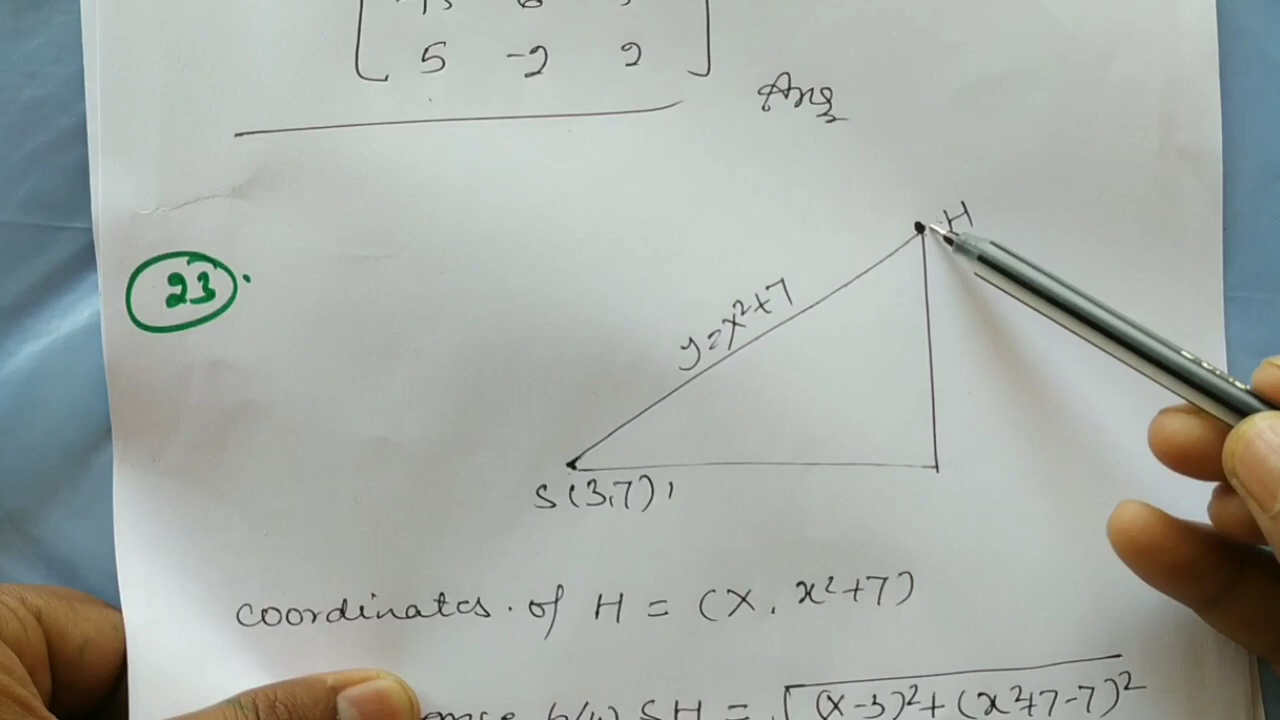 5 -2 2
Ans
23.
H
y=x²+7
S(3,7)
coordinates. of H = (x, x²+7)
b/w SH = √(x-3)²+(x²+7-7)²